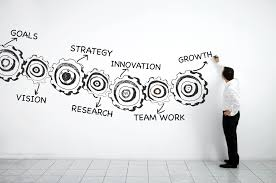 GOALS
STRATEGY
INNOVATION
GROWTH
VISION
RESEARCH
TEAM WORK